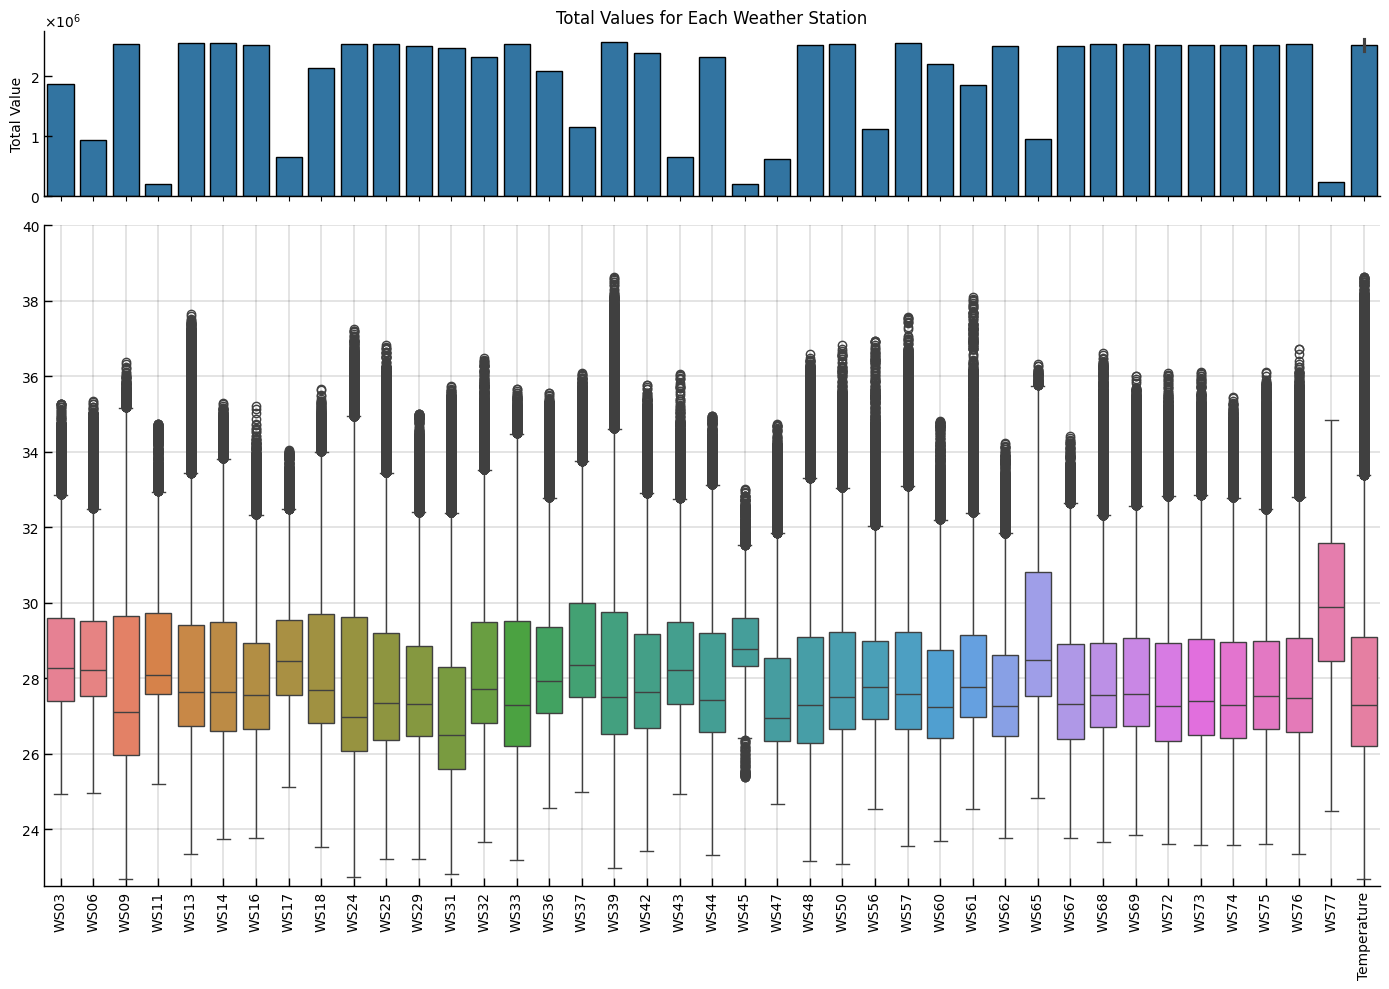 Total Values for Each Weather Station
×10⁶
Total Value
2
1
0
40
38
36
34
32
30
28
26
24
WS03
WS06
WS09
WS11
WS13
WS14
WS16
WS17
WS18
WS24
WS25
WS29
WS31
WS32
WS33
WS36
WS37
WS39
WS42
WS43
WS44
WS45
WS47
WS48
WS50
WS56
WS57
WS60
WS61
WS62
WS65
WS67
WS68
WS69
WS72
WS73
WS74
WS75
WS76
WS77
Temperature